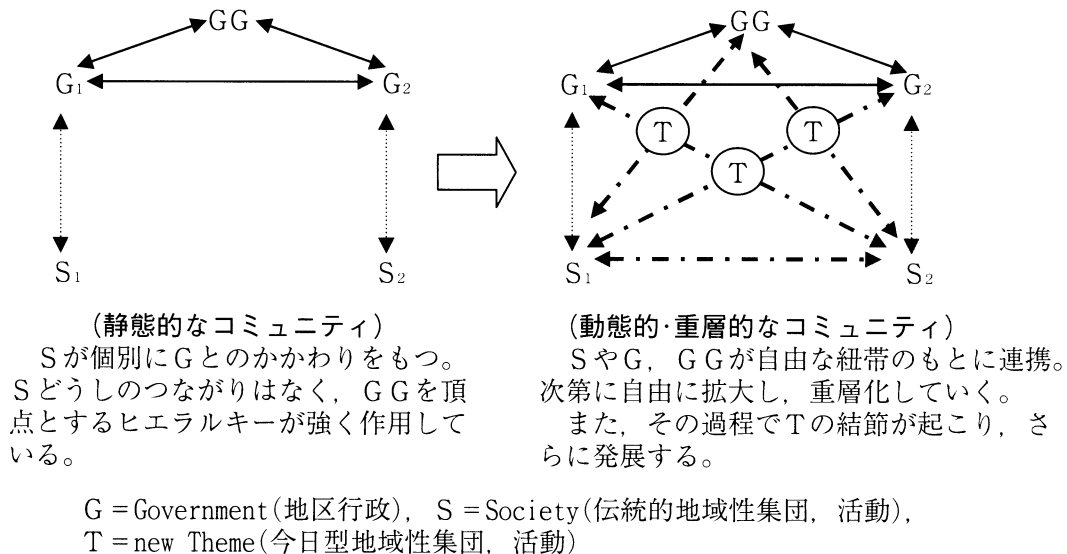 GG
G₁
G₂
S₁
S₂
GG
G₁
G₂
T
T
T
S₁
S₂
(静態的なコミュニティ)
Sが個別にGとのかかわりをもつ。
Sどうしのつながりはなく，GGを頂
点とするヒエラルキーが強く作用して
いる。
(動態的･重層的なコミュニティ)
SやG，GGが自由な紐帯のもとに連携。
次第に自由に拡大し，重層化していく。
また，その過程でTの結節が起こり，さ
らに発展する。
G＝Government(地区行政)，S＝Society(伝統的地域性集団，活動)，
T＝new Theme(今日型地域性集団，活動)